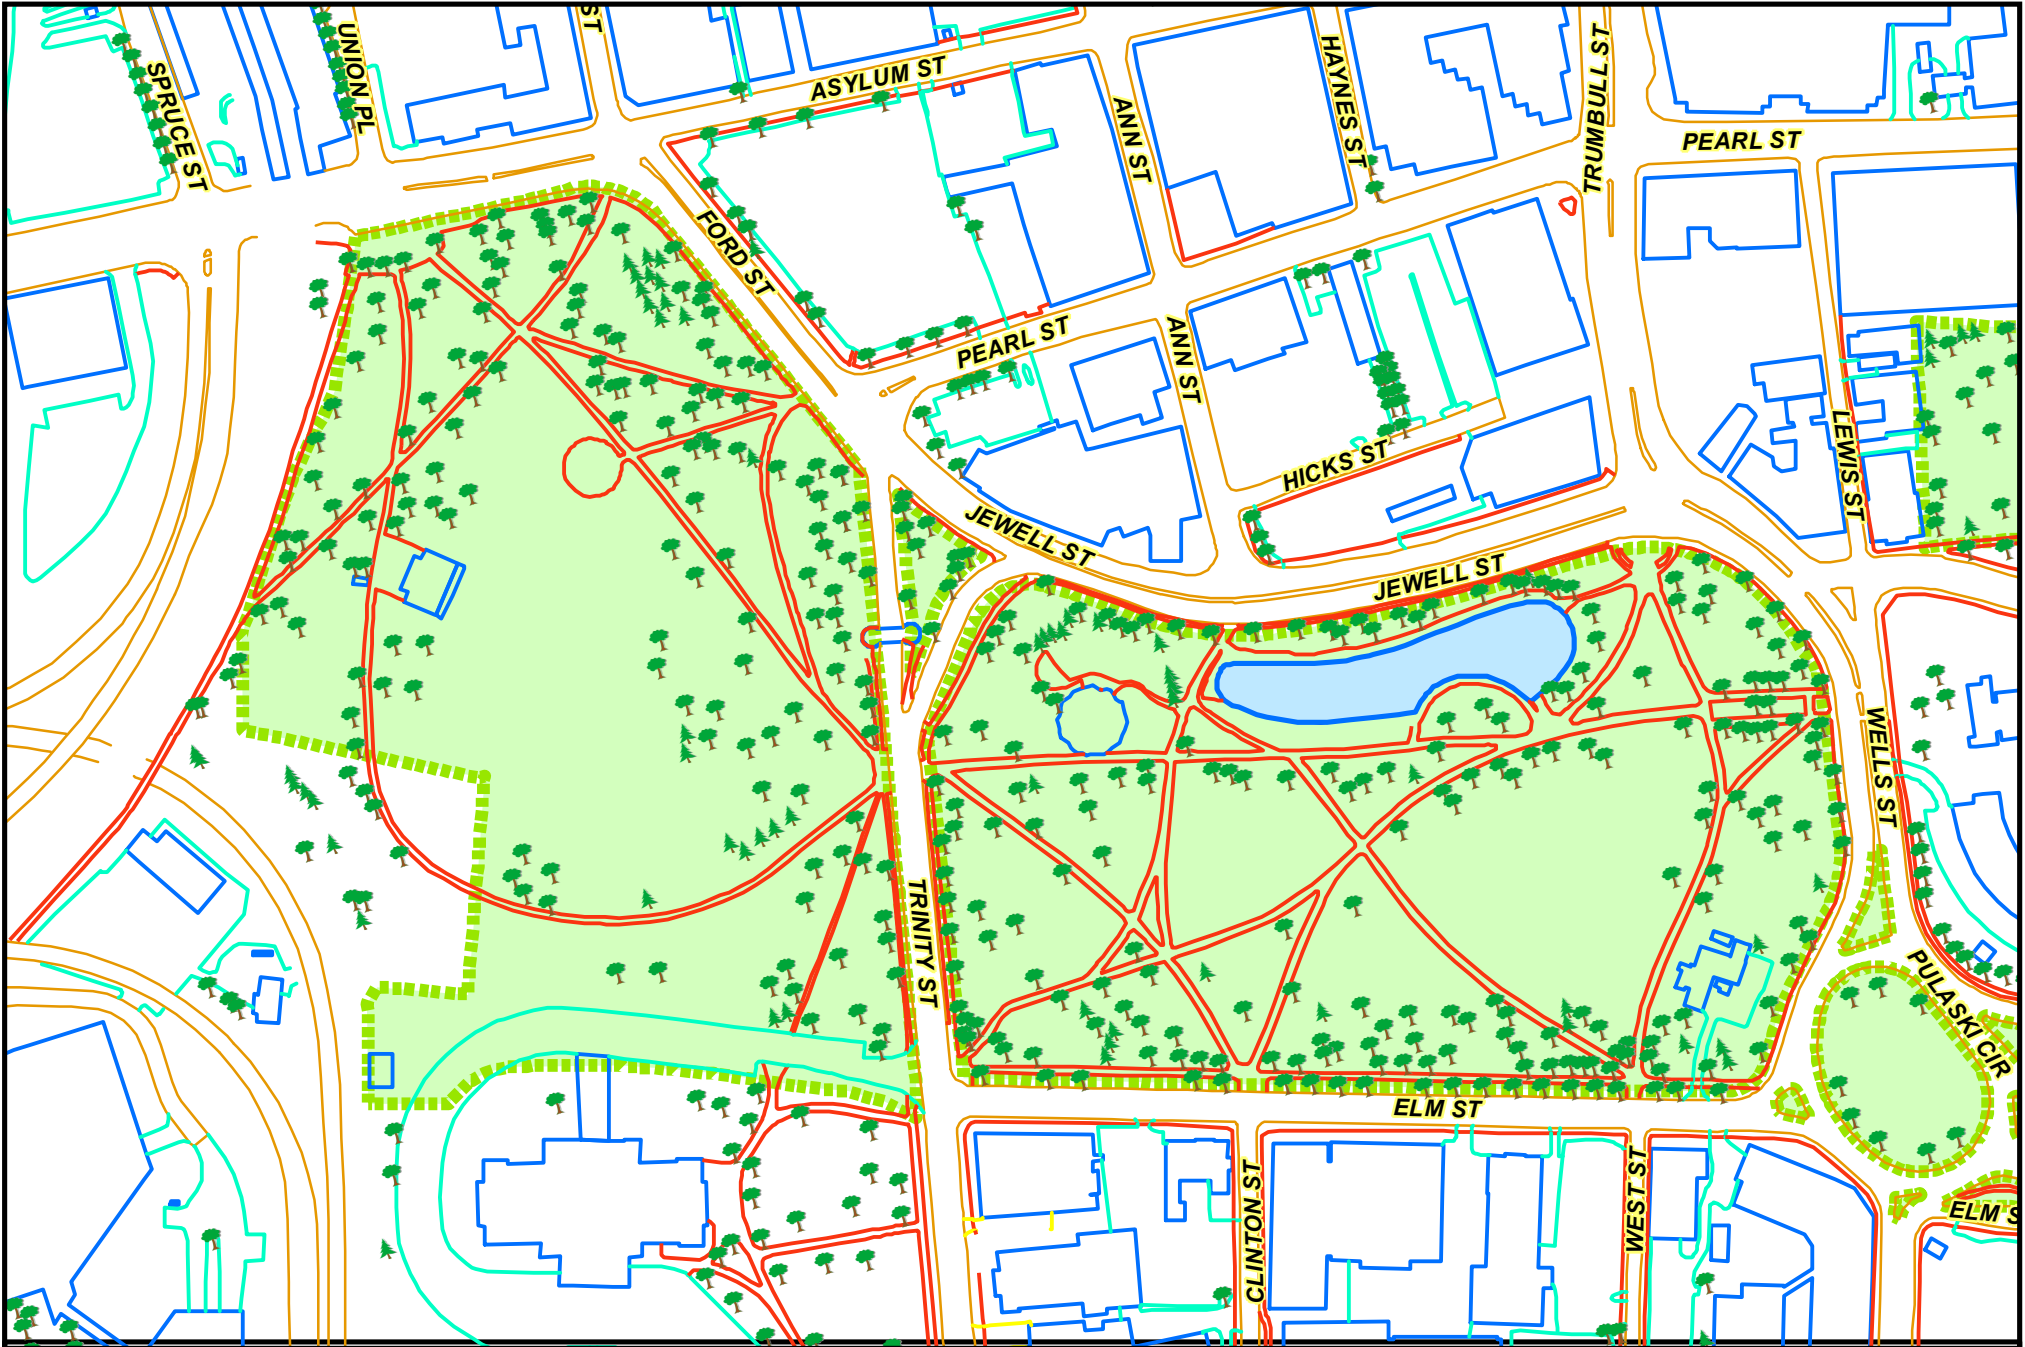 ST
UNION PL
SPRUCE ST
ASYLUM ST
HAYNES ST
TRUMBULL ST
ANN ST
PEARL ST
FORD ST
PEARL ST
ANN ST
LEWIS ST
HICKS ST
JEWELL ST
JEWELL ST
WELLS ST
TRINITY ST
PULASKI CIR
ELM ST
CLINTON ST
WEST ST
ELM S